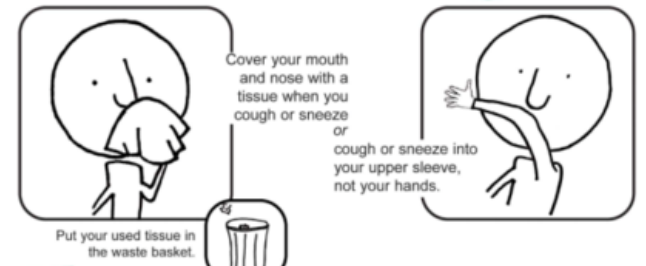 Cover your mouth
and nose with a
tissue when you
cough or sneeze
or
cough or sneeze into
your upper sleeve,
not your hands.
Put your used tissue in
the waste basket.